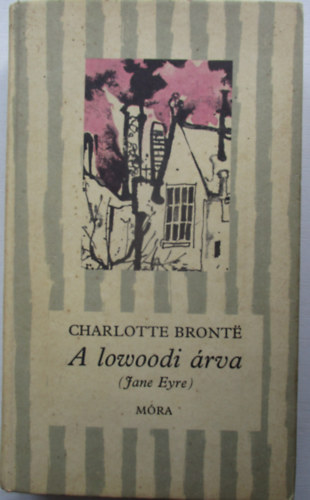 CHARLOTTE BRONTË
A lowoodi árva
(Jane Eyre)
MÓRA